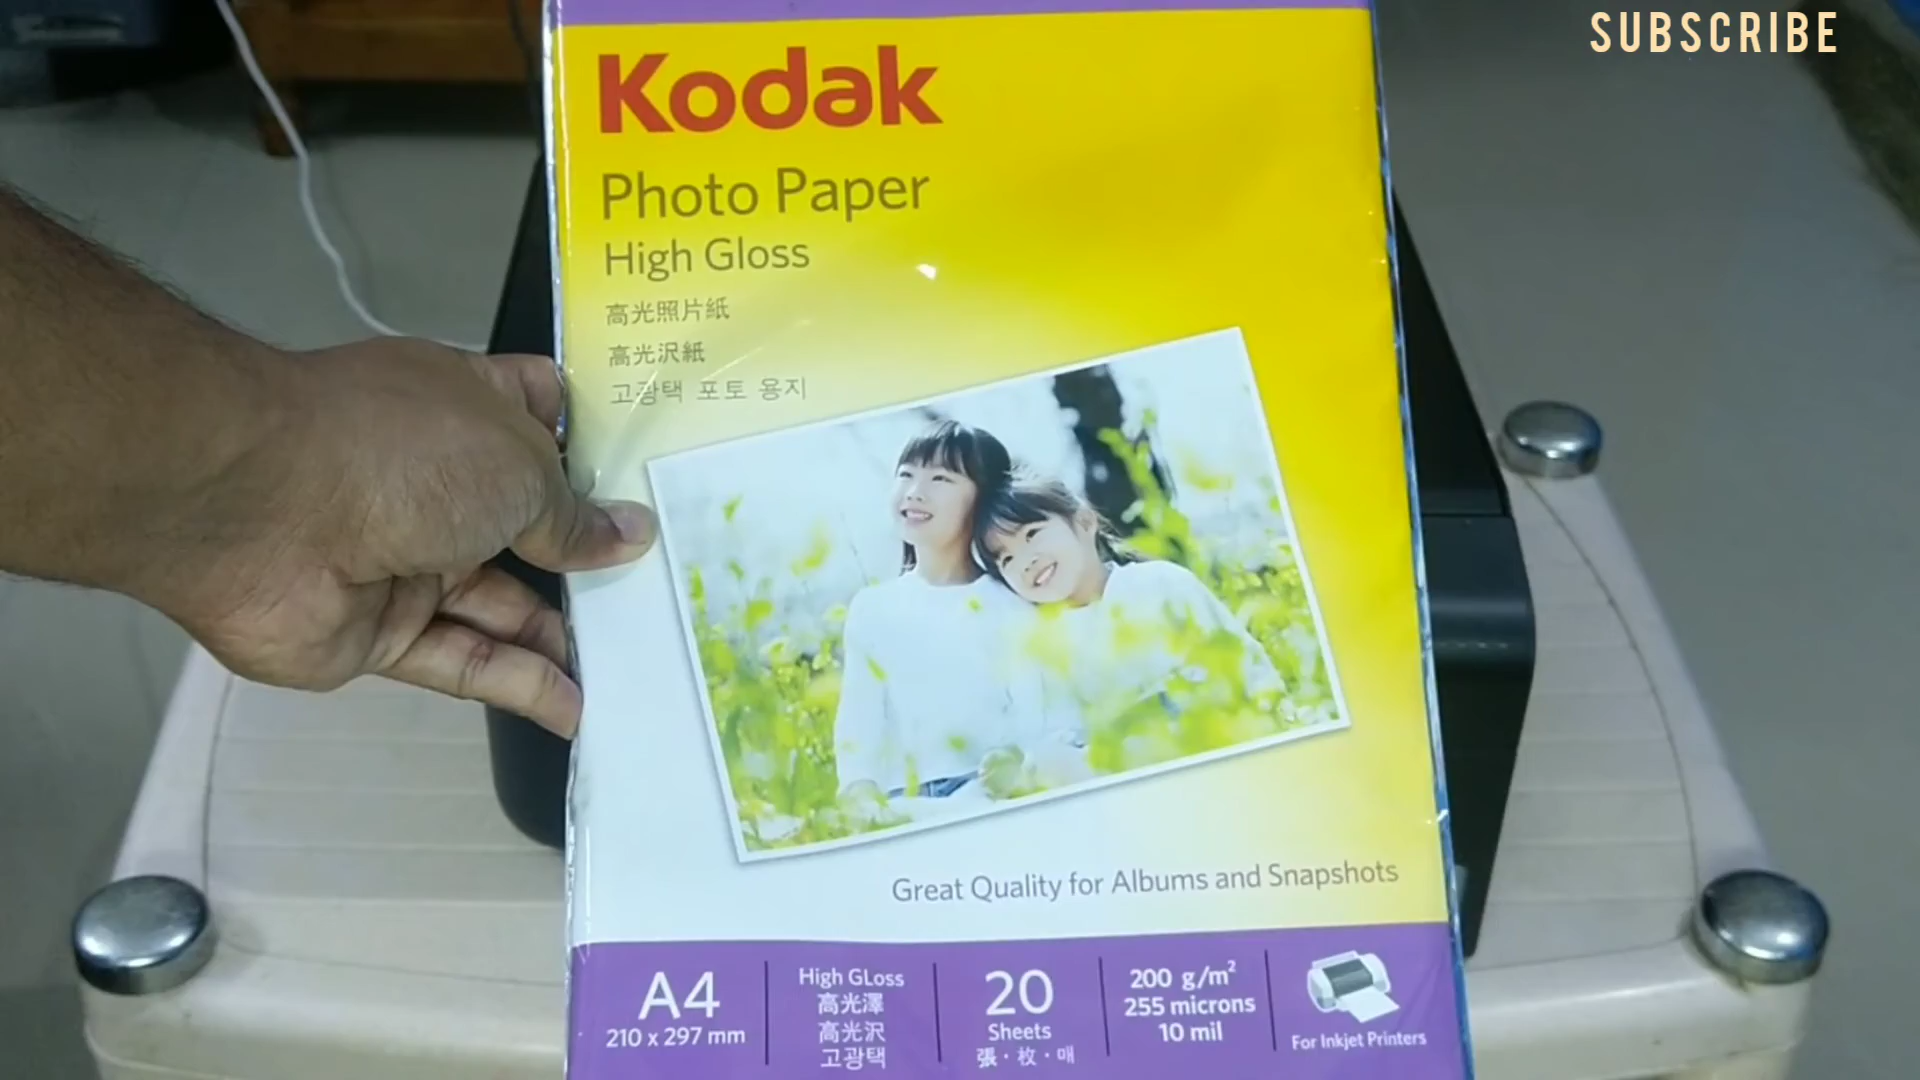 SUBSCRIBE
Kodak
Photo Paper
High Gloss
高光照片紙
高光沢紙
고광택 포토 용지
Great Quality for Albums and Snapshots
A4
210 x 297 mm
High GLoss
高光澤
高光沢
고광택
20
Sheets
張・枚・매
200 g/m²
255 microns
10 mil
For Inkjet Printers